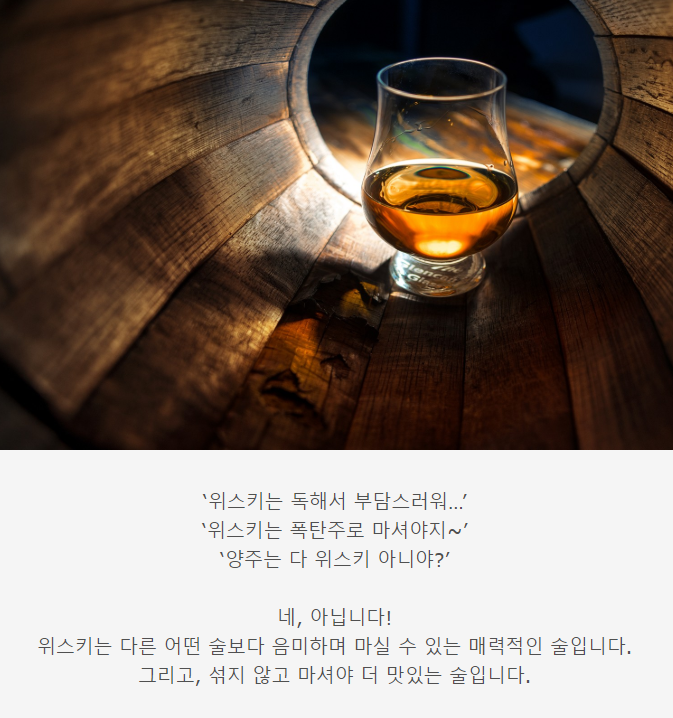 Glencairn
Glass
‘위스키는 독해서 부담스러워...’
‘위스키는 폭탄주로 마셔야지~’
‘양주는 다 위스키 아니야?’
네, 아닙니다!
위스키는 다른 어떤 술보다 음미하며 마실 수 있는 매력적인 술입니다.
그리고, 섞지 않고 마셔야 더 맛있는 술입니다.